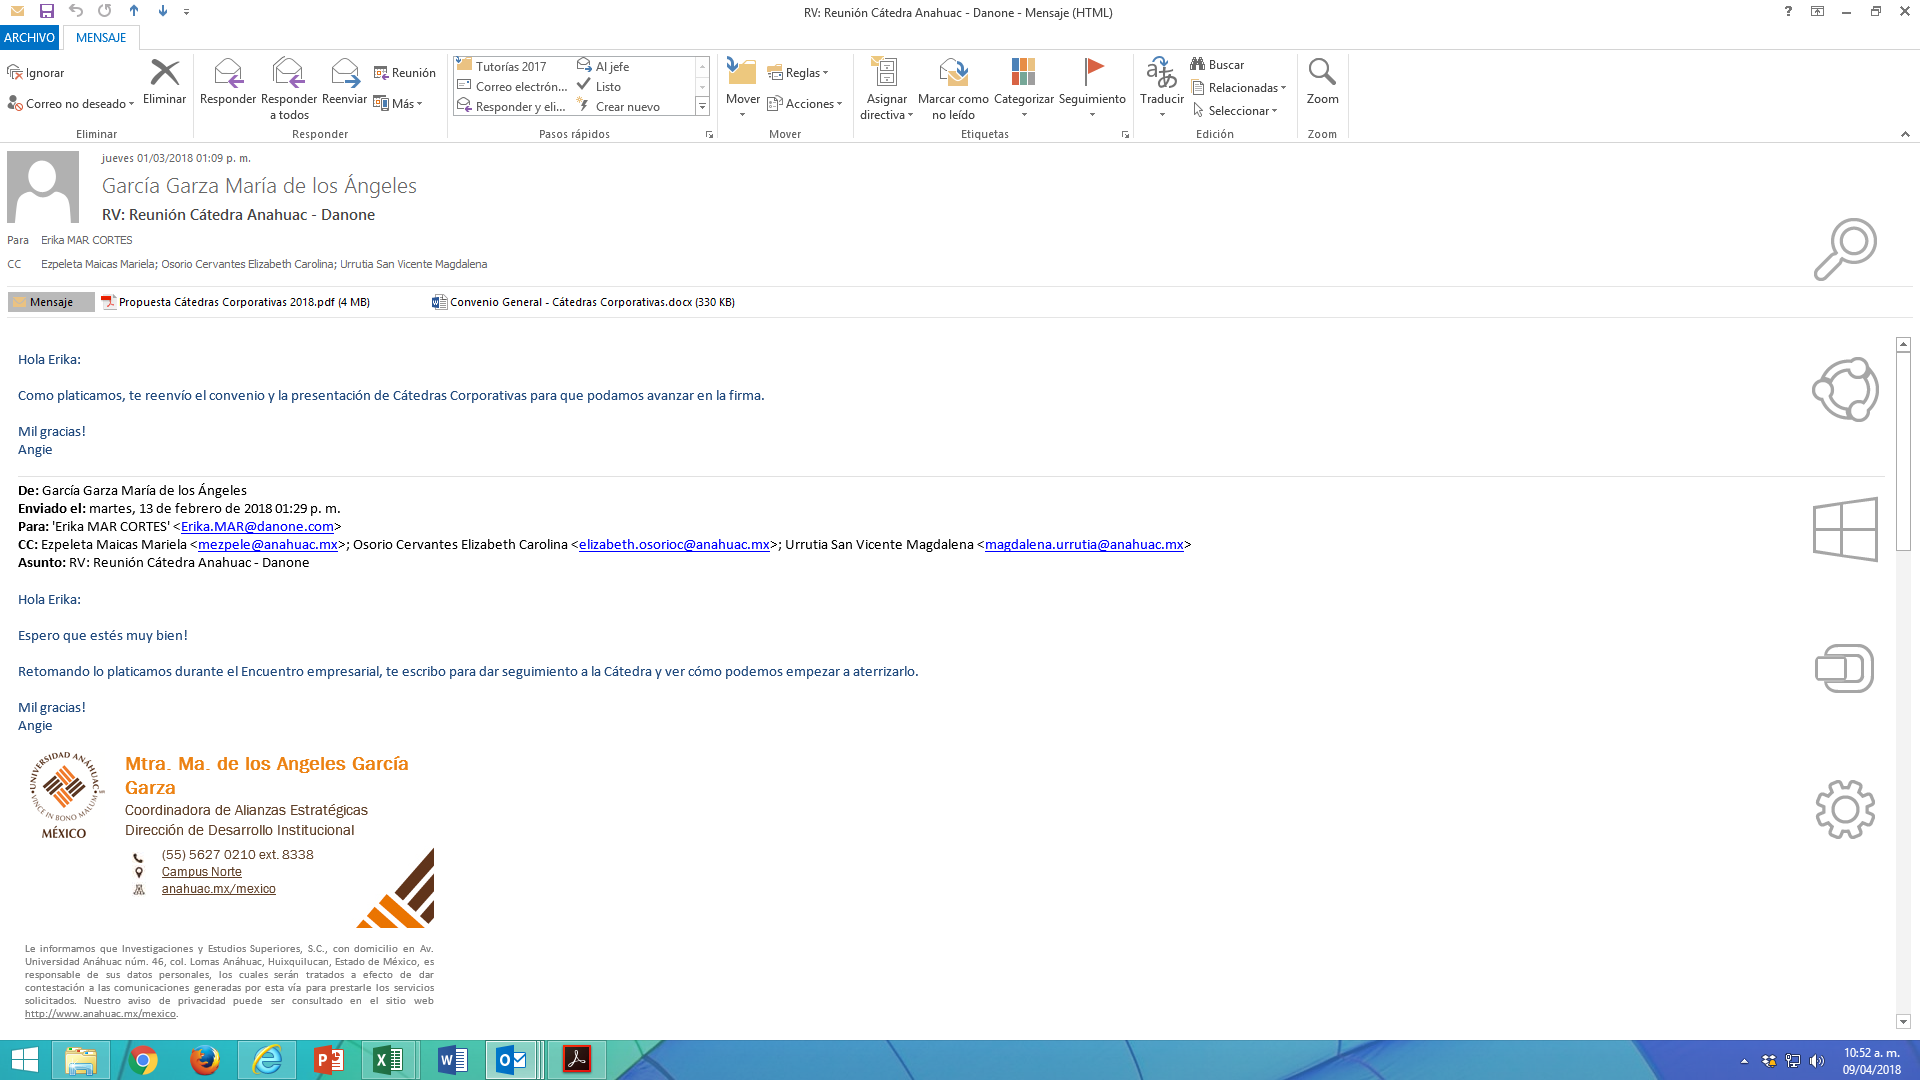 RV: Reunión Cátedra Anahuac - Danone - Mensaje (HTML)
ARCHIVO
MENSAJE
Ignorar
Correo no deseado
Eliminar
Eliminar
Responder
Responder a todos
Reenviar
Reunión
Más
Responder
Tutorías 2017
Correo electrón...
Responder y eli...
Al jefe
Listo
Crear nuevo
Pasos rápidos
Mover
Reglas
Acciones
Mover
Asignar directiva
Marcar como no leído
Categorizar
Seguimiento
Etiquetas
Traducir
Buscar
Relacionadas
Seleccionar
Edición
Zoom
Zoom
jueves 01/03/2018 01:09 p. m.
García Garza María de los Ángeles
RV: Reunión Cátedra Anahuac - Danone
Para Erika MAR CORTES
CC Ezpeleta Maicas Mariela; Osorio Cervantes Elizabeth Carolina; Urrutia San Vicente Magdalena
Mensaje
Propuesta Cátedras Corporativas 2018.pdf (4 MB)
Convenio General - Cátedras Corporativas.docx (330 KB)
Hola Erika:
Como platicamos, te reenvío el convenio y la presentación de Cátedras Corporativas para que podamos avanzar en la firma.
Mil gracias!
Angie
De: García Garza María de los Ángeles
Enviado el: martes, 13 de febrero de 2018 01:29 p. m.
Para: 'Erika MAR CORTES' <Erika.MAR@danone.com>
CC: Ezpeleta Maicas Mariela <mezpele@anahuac.mx>; Osorio Cervantes Elizabeth Carolina <elizabeth.osorioc@anahuac.mx>; Urrutia San Vicente Magdalena <magdalena.urrutia@anahuac.mx>
Asunto: RV: Reunión Cátedra Anahuac - Danone
Hola Erika:
Espero que estés muy bien!
Retomando lo platicamos durante el Encuentro empresarial, te escribo para dar seguimiento a la Cátedra y ver cómo podemos empezar a aterrizarlo.
Mil gracias!
Angie
UNIVERSIDAD ANÁHUAC
VINCE IN BONO MALUM
MÉXICO
Mtra. Ma. de los Angeles García
Garza
Coordinadora de Alianzas Estratégicas
Dirección de Desarrollo Institucional
(55) 5627 0210 ext. 8338
Campus Norte
anahuac.mx/mexico
Le informamos que Investigaciones y Estudios Superiores, S.C., con domicilio en Av.
Universidad Anáhuac núm. 46, col. Lomas Anáhuac, Huixquilucan, Estado de México, es
responsable de sus datos personales, los cuales serán tratados a efecto de dar
contestación a las comunicaciones generadas por esta vía para prestarle los servicios
solicitados. Nuestro aviso de privacidad puede ser consultado en el sitio web
http://www.anahuac.mx/mexico.
10:52 a. m.
09/04/2018